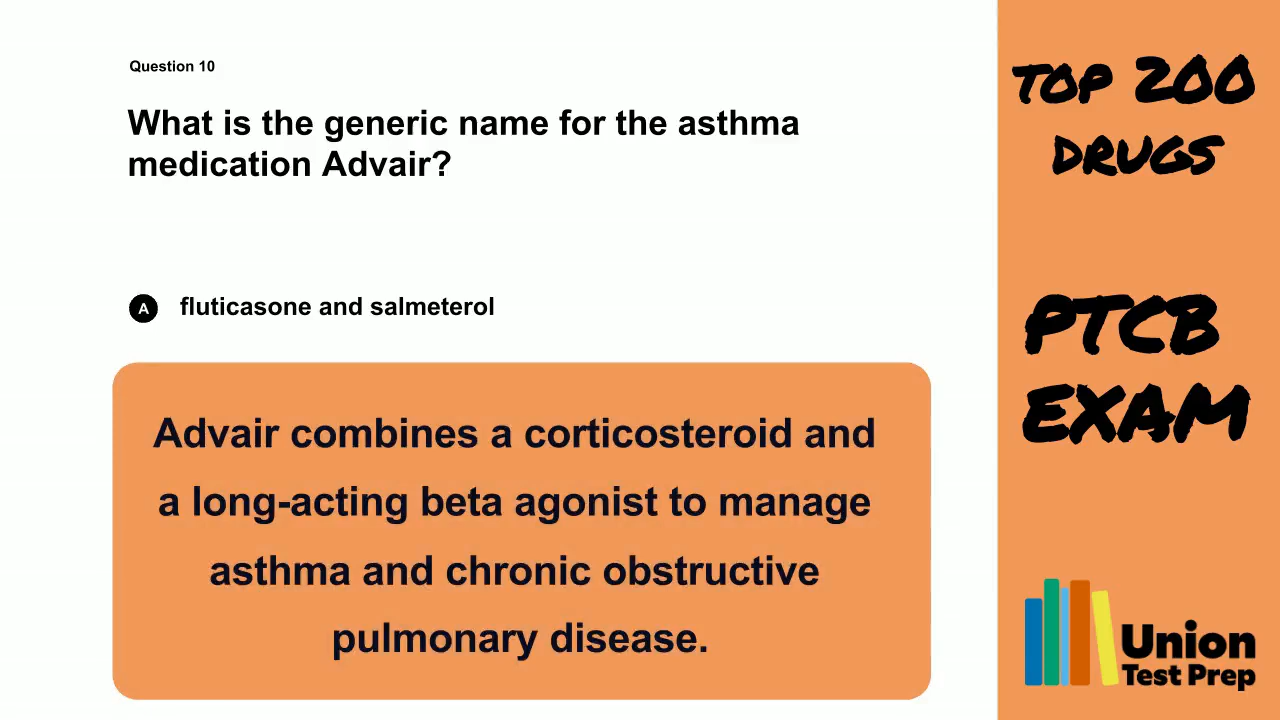 Question 10
What is the generic name for the asthma
medication Advair?
A fluticasone and salmeterol
Advair combines a corticosteroid and
a long-acting beta agonist to manage
asthma and chronic obstructive
pulmonary disease.
TOP 200
DRUGS
PTCB
EXAM
Union
Test Prep